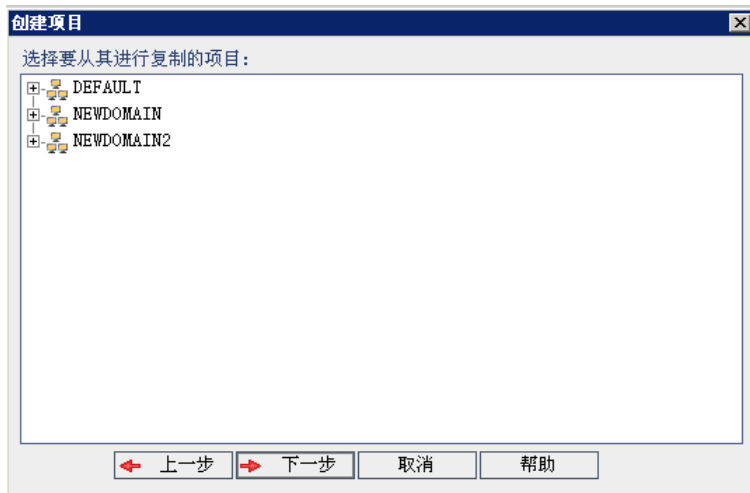 创建项目
选择要从其进行复制的项目:
DEFAULT
NEWDOMAIN
NEWDOMAIN2
上一步 下一步 取消 帮助